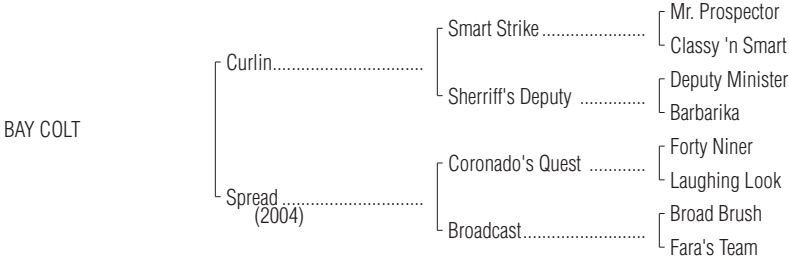 Mr. Prospector
Smart Strike......................
Classy 'n Smart
Curlin...............................
Deputy Minister
Sherriff's Deputy ..............
Barbarika
BAY COLT
Forty Niner
Coronado's Quest ............
Laughing Look
Spread .............................
(2004)
Broad Brush
Broadcast.........................
Fara's Team